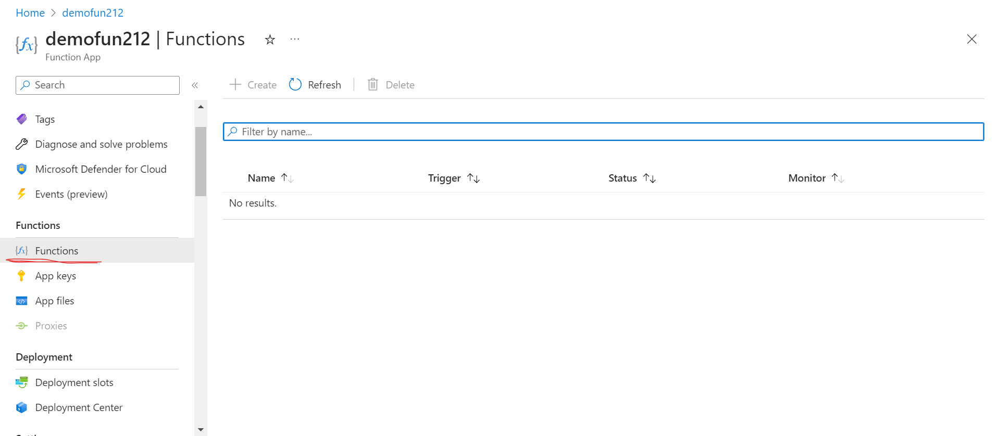 Home > demofun212
demofun212 | Functions
Function App
Search
Create Refresh Delete
Filter by name...
Name Trigger Status Monitor
No results.
Tags
Diagnose and solve problems
Microsoft Defender for Cloud
Events (preview)
Functions
Functions
App keys
App files
Proxies
Deployment
Deployment slots
Deployment Center